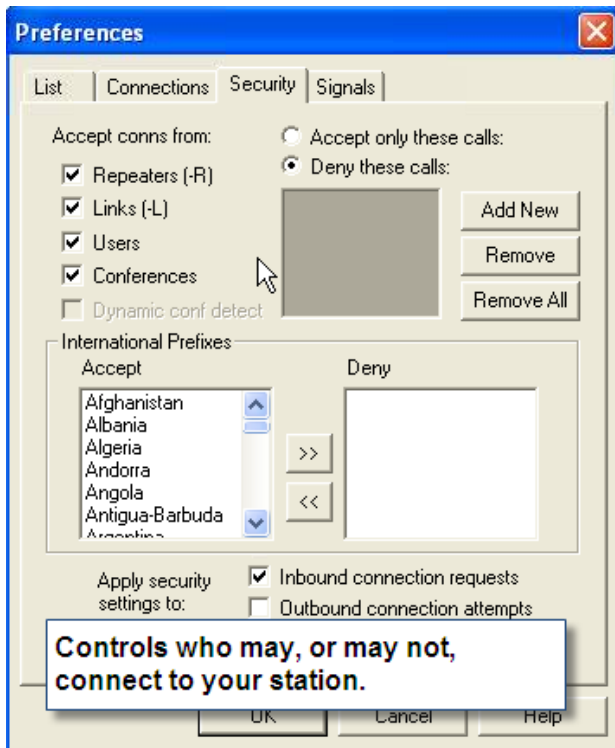 Preferences
List Connections Security Signals
Accept conns from:
Accept only these calls:
Deny these calls:
Repeaters (-R)
Links (-L)
Users
Conferences
Dynamic conf detect
Add New
Remove
Remove All
International Prefixes
Accept
Deny
Afghanistan
Albania
Algeria
Andorra
Angola
Antigua-Barbuda
Argentina
>>
<<
Apply security
settings to:
Inbound connection requests
Outbound connection attempts
Controls who may, or may not,
connect to your station.
OK Cancel Help